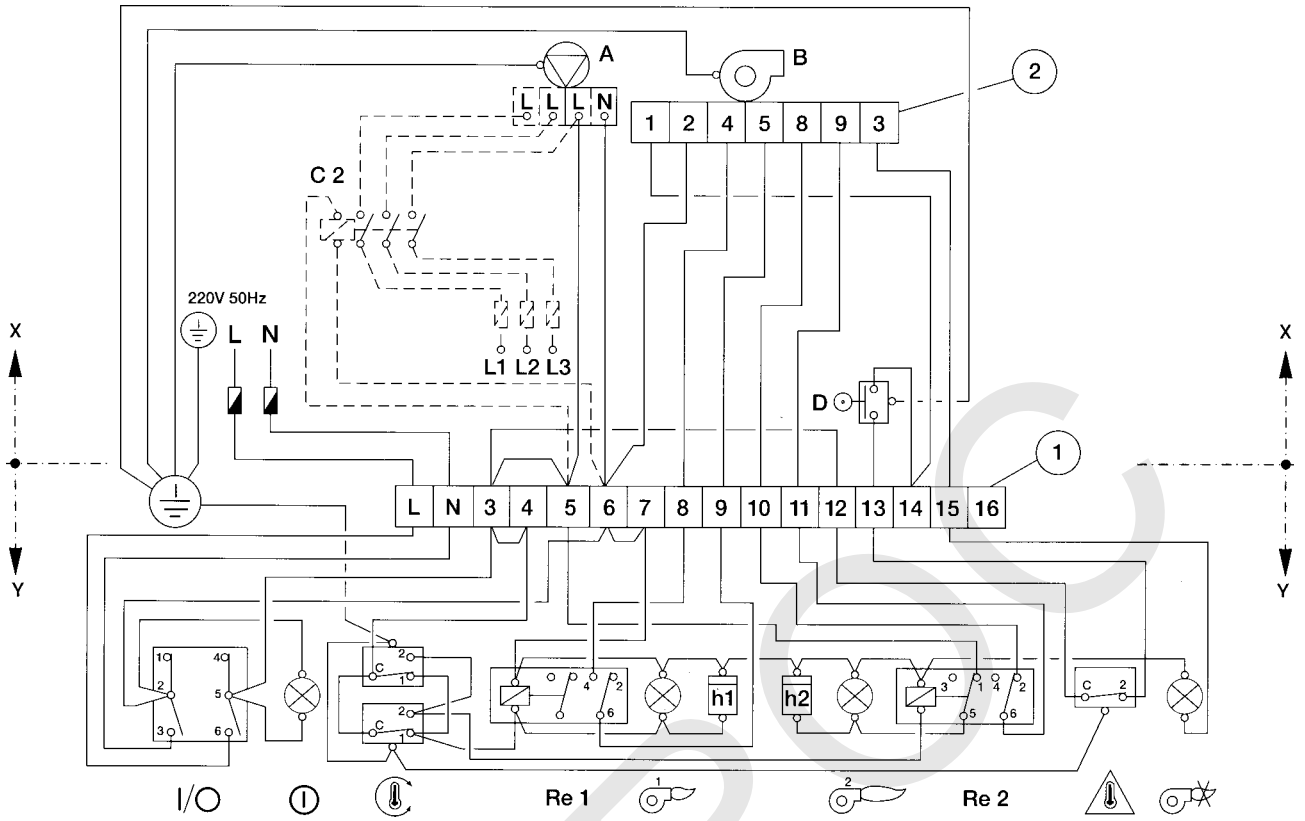 A
B
2
L L L N
1 2 4 5 8 9 3
C 2
220V 50Hz
L N
L1 L2 L3
X
X
D
1
L N 3 4 5 6 7 8 9 10 11 12 13 14 15 16
Y
Y
1 4
2 5
3 6
C 2 1
C 2 1
4 2
6
h1
h2
3 1 4 2
5 6
C 2
I/O
Re 1
1
2
Re 2
SOC